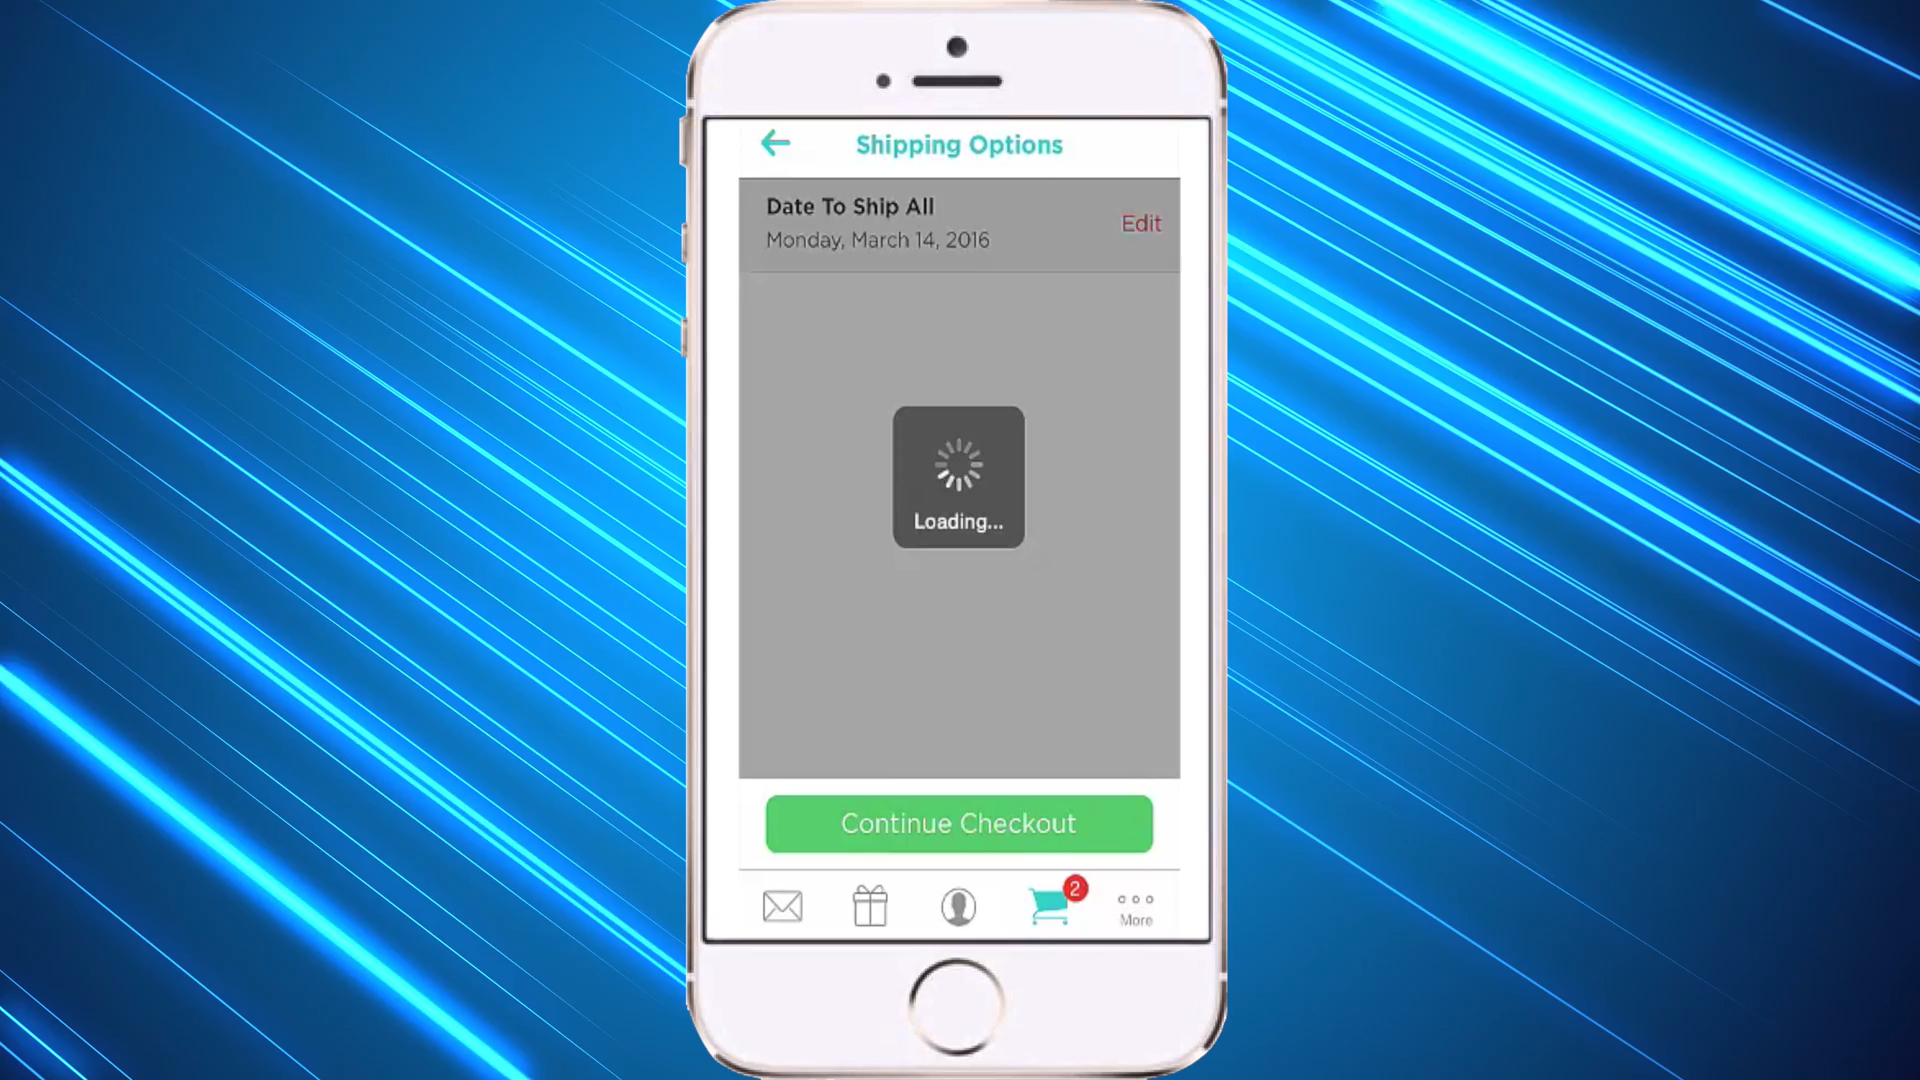 Shipping Options
Date To Ship All
Monday, March 14, 2016
Edit
Loading...
Continue Checkout
2
More